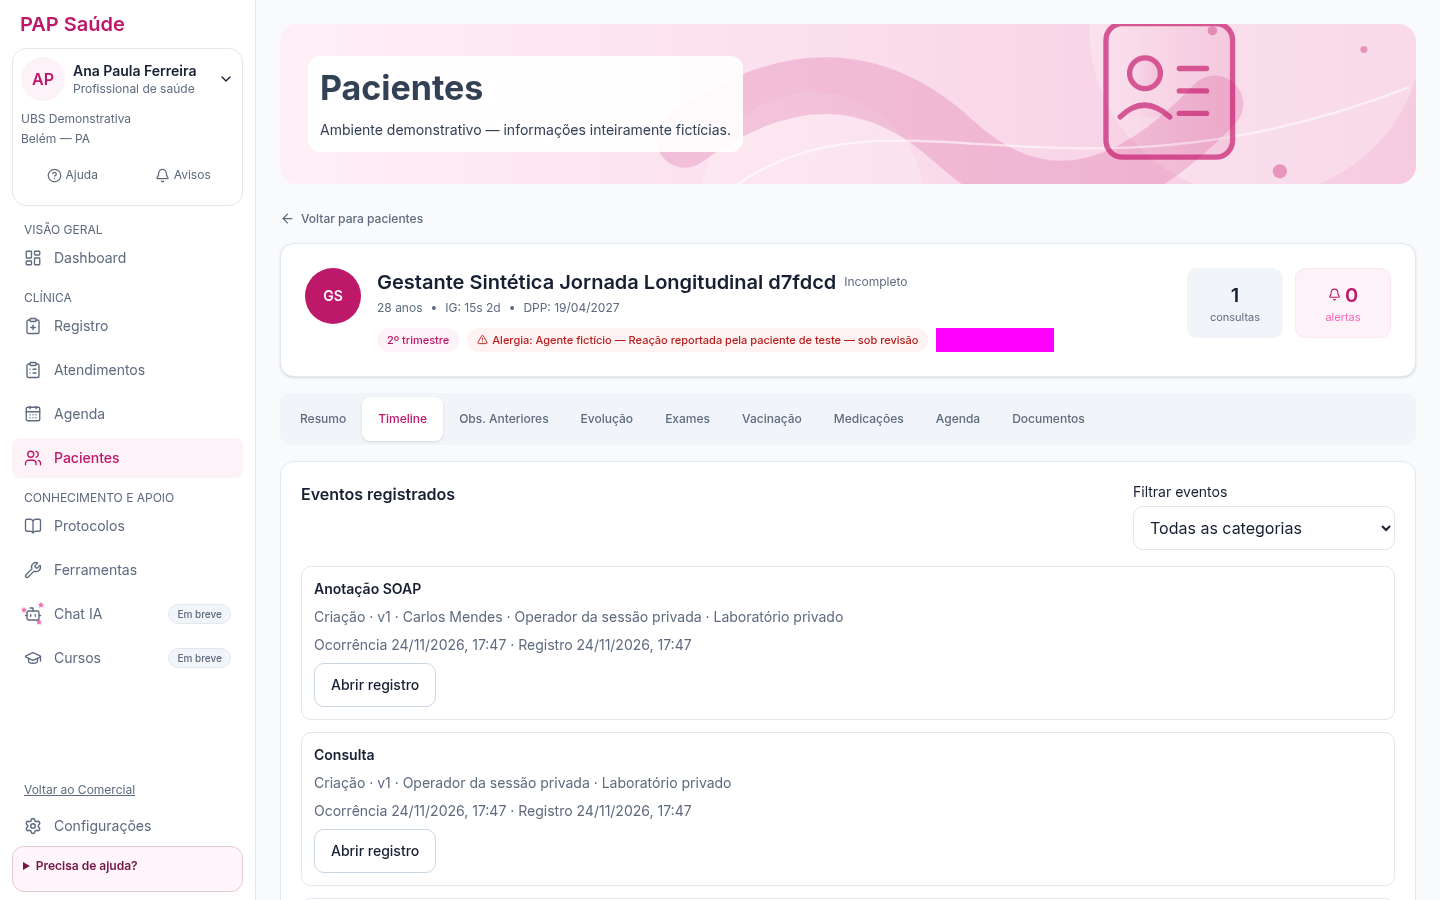 PAP Saúde
AP
Ana Paula Ferreira
Profissional de saúde
UBS Demonstrativa
Belém — PA
Ajuda
Avisos
VISÃO GERAL
Dashboard
CLÍNICA
Registro
Atendimentos
Agenda
Pacientes
CONHECIMENTO E APOIO
Protocolos
Ferramentas
Chat IA
Em breve
Cursos
Em breve
Voltar ao Comercial
Configurações
Precisa de ajuda?
Pacientes
Ambiente demonstrativo — informações inteiramente fictícias.
Voltar para pacientes
GS
Gestante Sintética Jornada Longitudinal d7fdcd Incompleto
28 anos • IG: 15s 2d • DPP: 19/04/2027
2º trimestre
Alergia: Agente fictício — Reação reportada pela paciente de teste — sob revisão
1
consultas
0
alertas
Resumo
Timeline
Obs. Anteriores
Evolução
Exames
Vacinação
Medicações
Agenda
Documentos
Eventos registrados
Filtrar eventos
Todas as categorias
Anotação SOAP
Criação · v1 · Carlos Mendes · Operador da sessão privada · Laboratório privado
Ocorrência 24/11/2026, 17:47 · Registro 24/11/2026, 17:47
Abrir registro
Consulta
Criação · v1 · Operador da sessão privada · Laboratório privado
Ocorrência 24/11/2026, 17:47 · Registro 24/11/2026, 17:47
Abrir registro